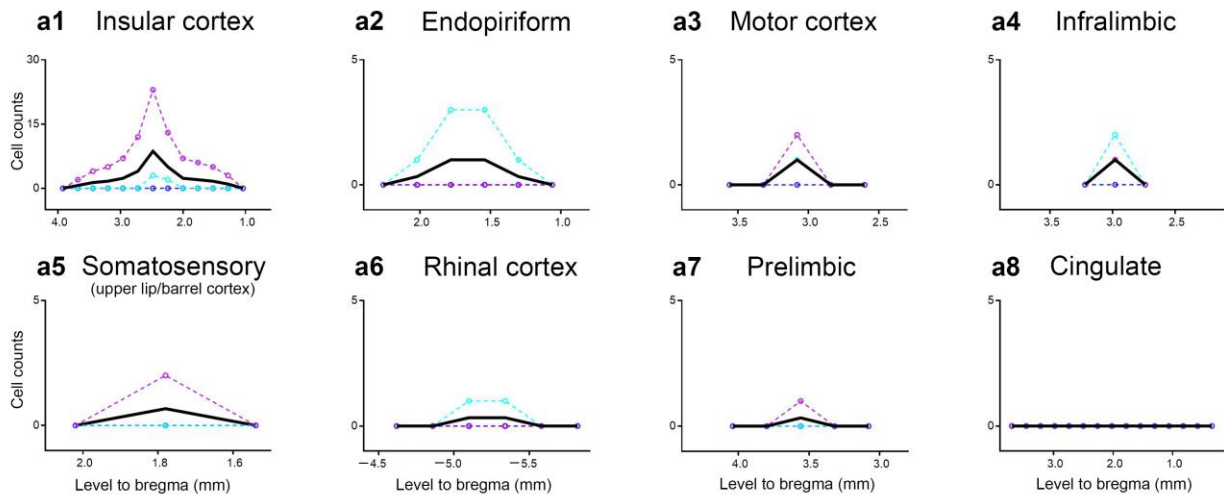 a1 Insular cortex
a2 Endopiriform
a3 Motor cortex
a4 Infralimbic
Cell counts
30
15
0
4.0 3.0 2.0 1.0
5
0
2.0 1.5 1.0
5
0
3.5 3.0 2.5
5
0
3.5 3.0 2.5
a5 Somatosensory
(upper lip/barrel cortex)
a6 Rhinal cortex
a7 Prelimbic
a8 Cingulate
Cell counts
5
0
2.0 1.8 1.6
Level to bregma (mm)
5
0
−4.5 −5.0 −5.5
Level to bregma (mm)
5
0
4.0 3.5 3.0
Level to bregma (mm)
5
0
3.0 2.0 1.0
Level to bregma (mm)